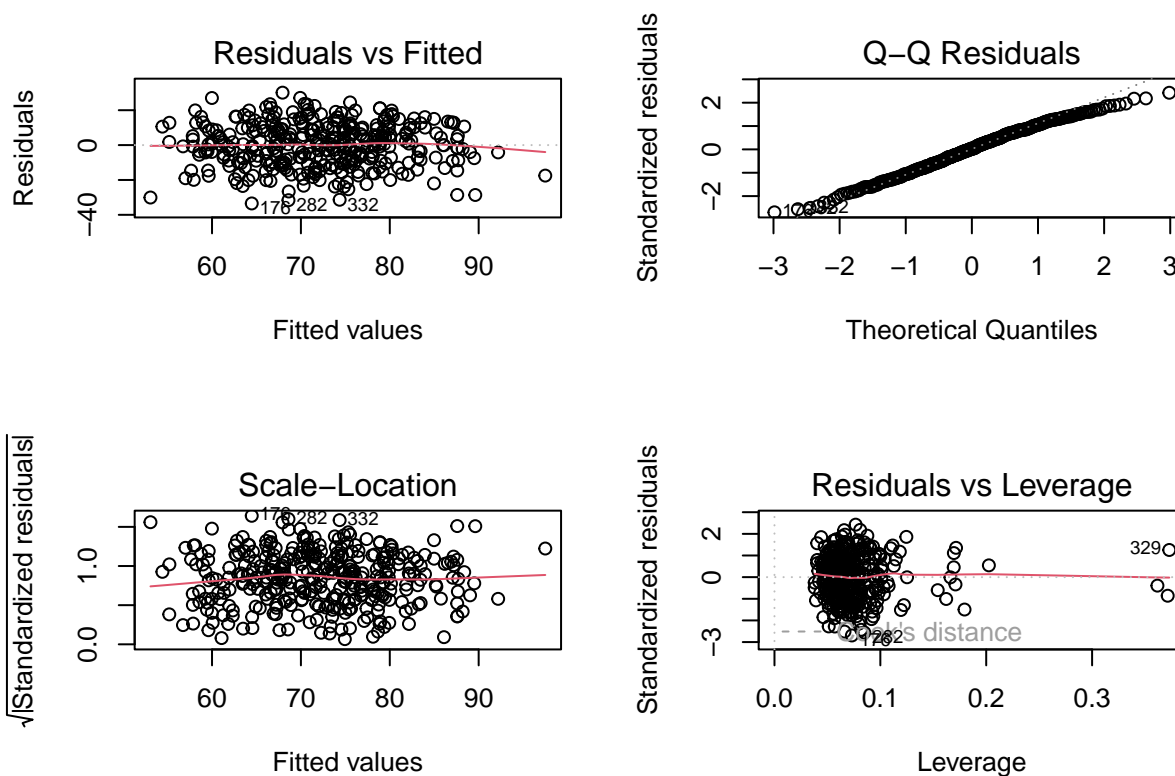 Residuals vs Fitted
Residuals
0
−40
176
282
332
60 70 80 90
Fitted values
Q−Q Residuals
Standardized residuals
2
0
−2
−3 −2 −1 0 1 2 3
Theoretical Quantiles
Scale−Location
√|Standardized residuals|
1.0
0.0
176
282
332
60 70 80 90
Fitted values
Residuals vs Leverage
Standardized residuals
2
0
−3
329
Cook's distance
282
0.0 0.1 0.2 0.3
Leverage